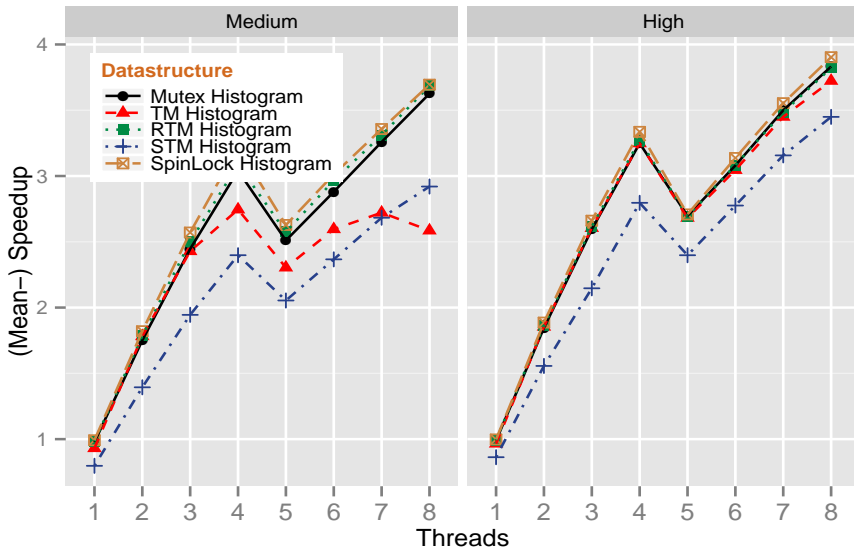 Medium
High
(Mean−) Speedup
4
3
2
1
Datastructure
Mutex Histogram
TM Histogram
RTM Histogram
STM Histogram
SpinLock Histogram
1 2 3 4 5 6 7 8
1 2 3 4 5 6 7 8
Threads